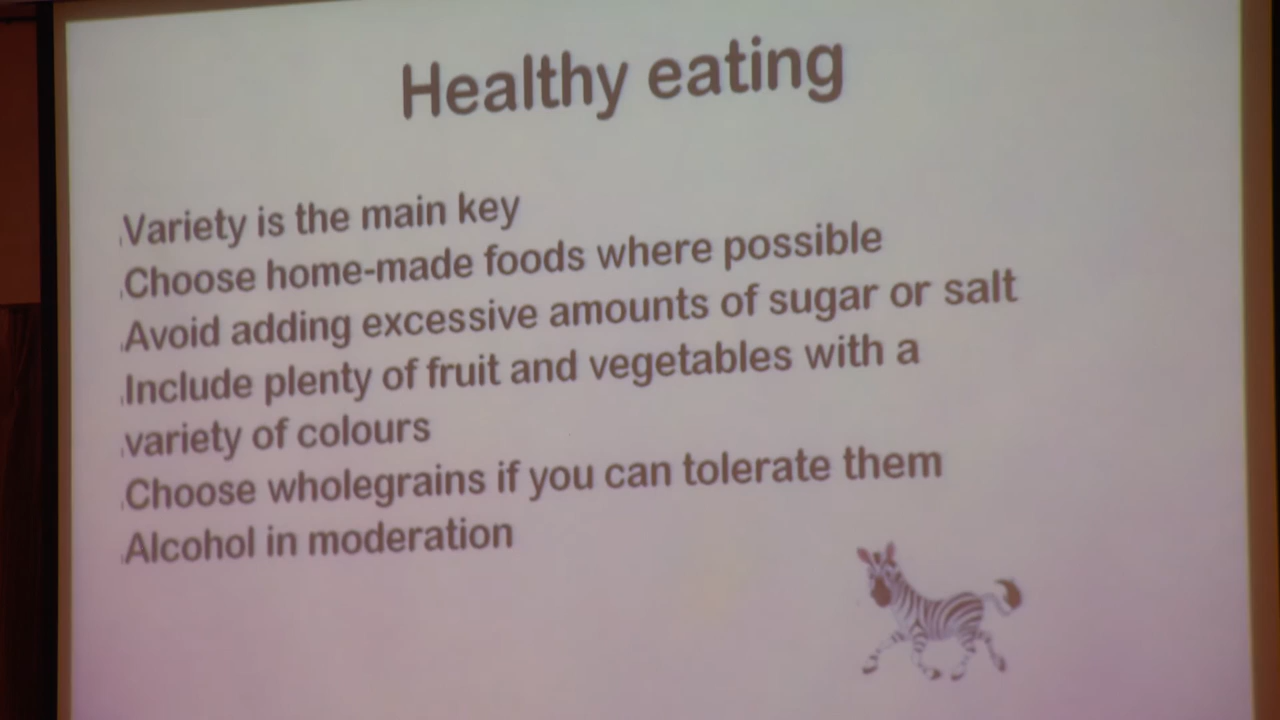 Healthy eating
Variety is the main key
Choose home-made foods where possible
Avoid adding excessive amounts of sugar or salt
Include plenty of fruit and vegetables with a
variety of colours
Choose wholegrains if you can tolerate them
Alcohol in moderation